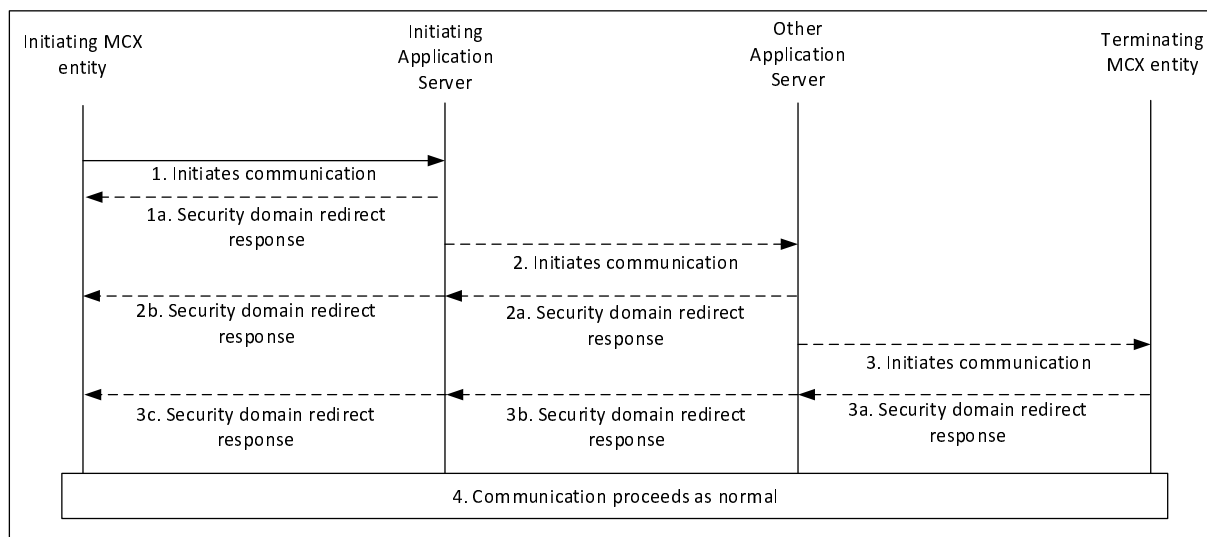 Initiating MCX
entity
Initiating
Application
Server
Other
Application
Server
Terminating
MCX entity
1. Initiates communication
1a. Security domain redirect
response
2. Initiates communication
2b. Security domain redirect
response
2a. Security domain redirect
response
3. Initiates communication
3c. Security domain redirect
response
3b. Security domain redirect
response
3a. Security domain redirect
response
4. Communication proceeds as normal